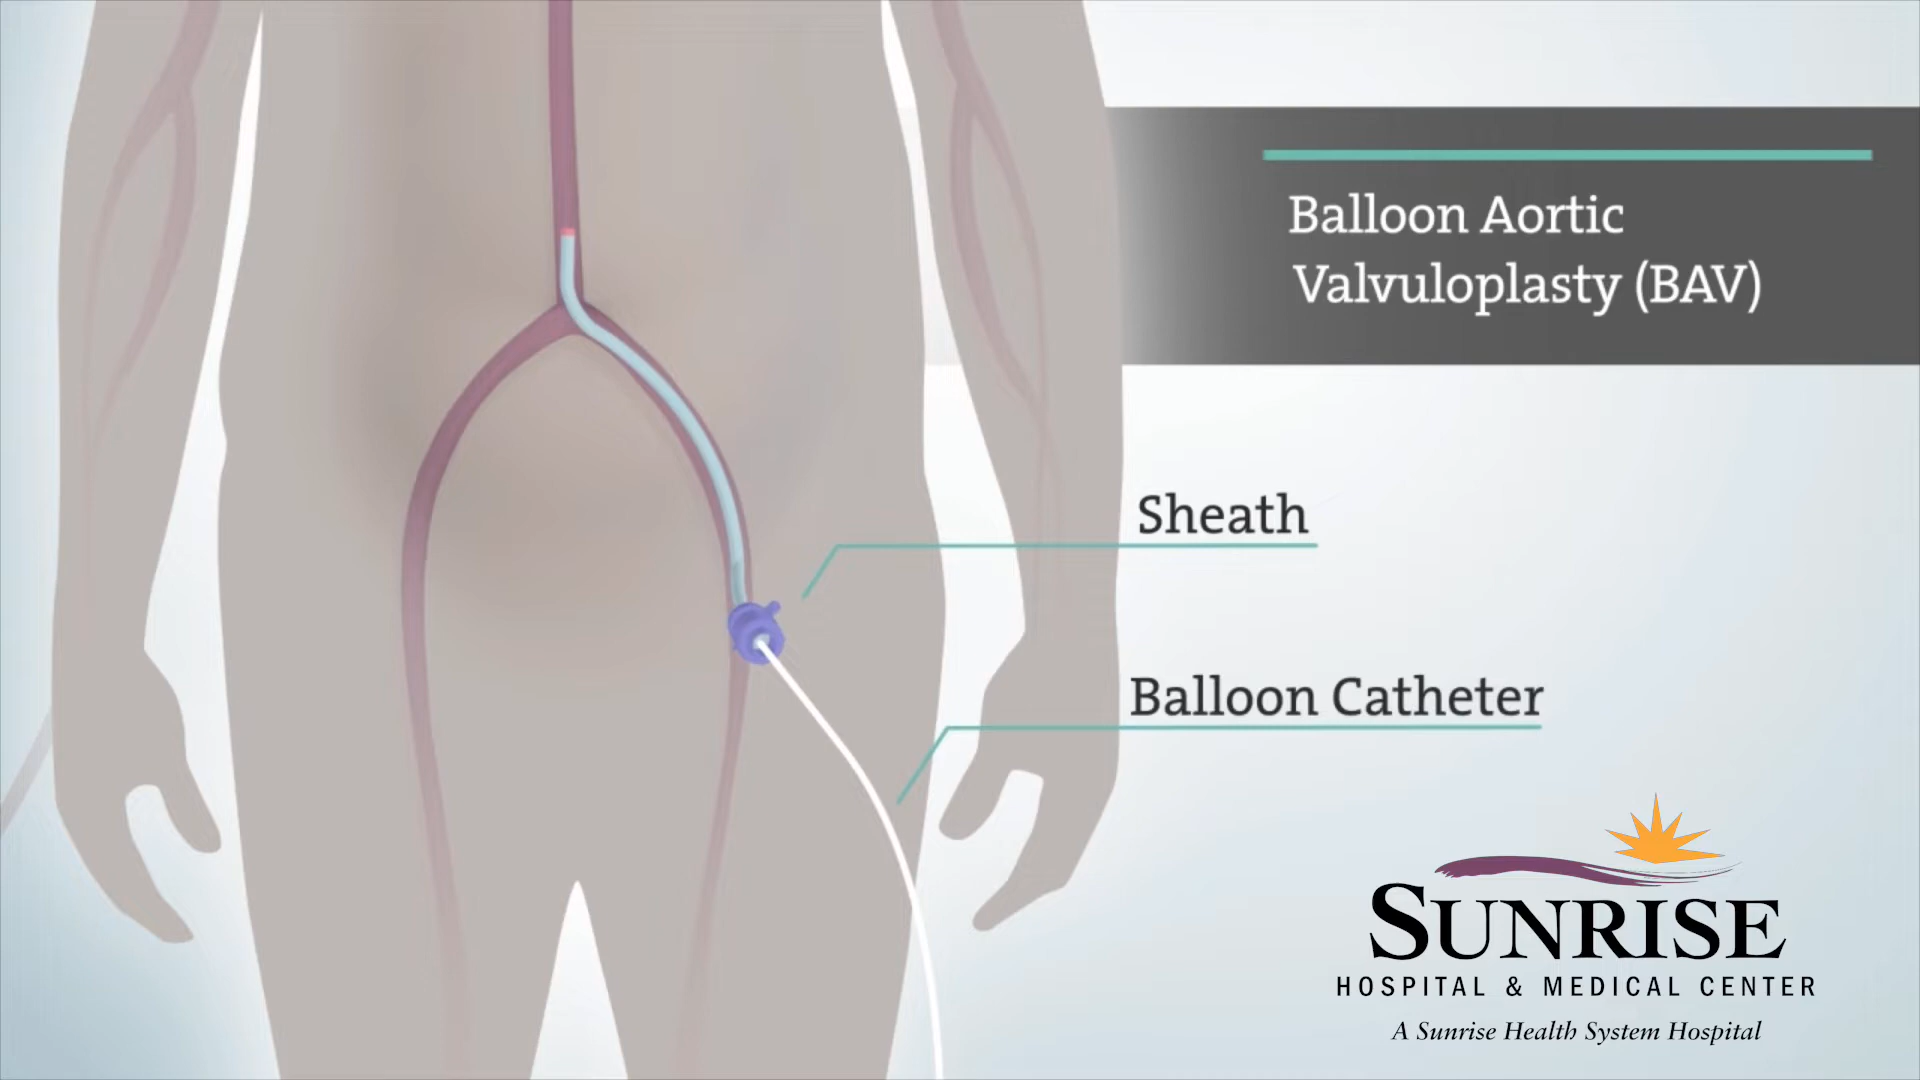 Balloon Aortic
Valvuloplasty (BAV)
Sheath
Balloon Catheter
SUNRISE
HOSPITAL & MEDICAL CENTER
A Sunrise Health System Hospital